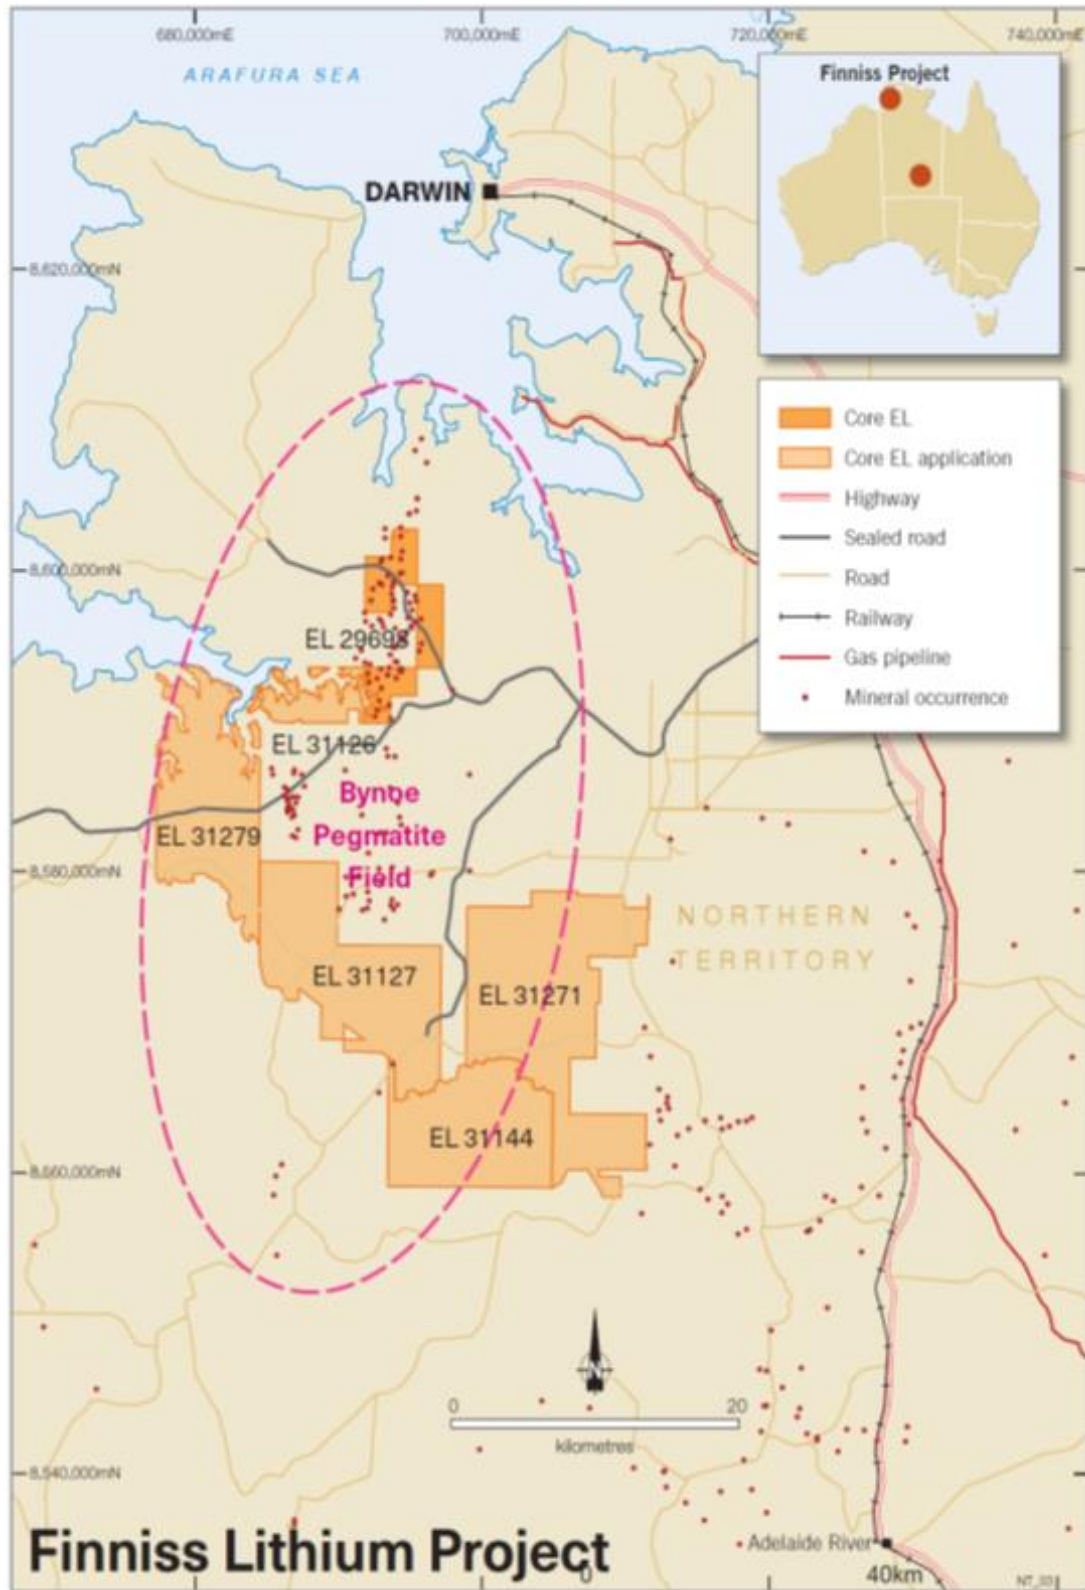 680,000mE
700,000mE
720,000mE
740,000mE
ARAFURA SEA
Finniss Project
DARWIN
8,620,000mN
Core EL
Core EL application
Highway
Sealed road
Road
Railway
Gas pipeline
Mineral occurrence
8,600,000mN
EL 29698
EL 31126
Bynoe
Pegmatite
Field
EL 31279
8,580,000mN
NORTHERN
TERRITORY
EL 31127
EL 31271
EL 31144
8,560,000mN
N
0
20
kilometres
8,540,000mN
Finniss Lithium Project
0
Adelaide River
40km